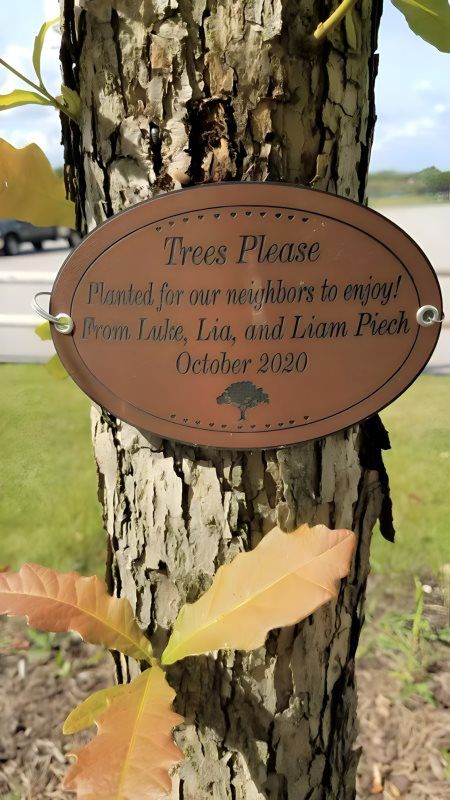 Trees Please
Planted for our neighbors to enjoy!
From Luke, Lia, and Liam Piech
October 2020